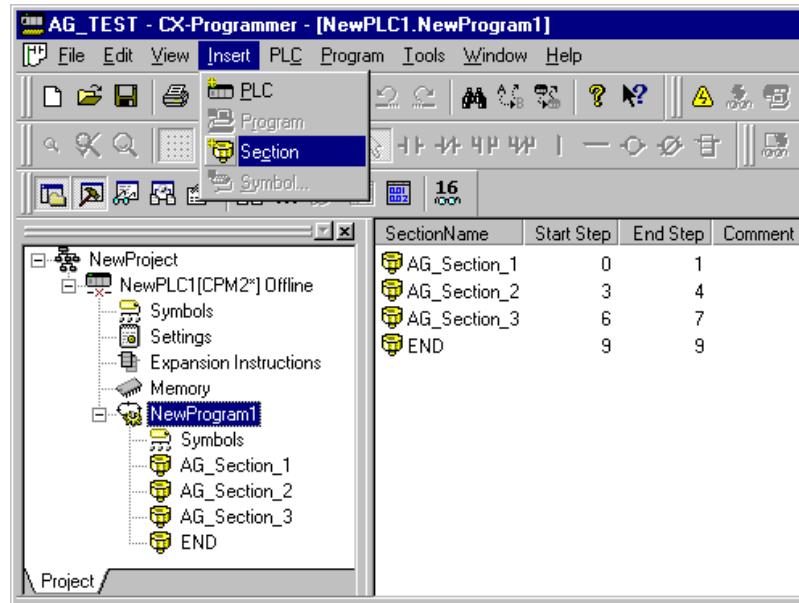 AG_TEST - CX-Programmer - [NewPLC1.NewProgram1]
File Edit View Insert PLC Program Tools Window Help
PLC
Program
Section
Symbol...
16
SectionName Start Step End Step Comment
AG_Section_1 0 1
AG_Section_2 3 4
AG_Section_3 6 7
END 9 9
NewProject
NewPLC1[CPM2*] Offline
Symbols
Settings
Expansion Instructions
Memory
NewProgram1
Symbols
AG_Section_1
AG_Section_2
AG_Section_3
END
Project